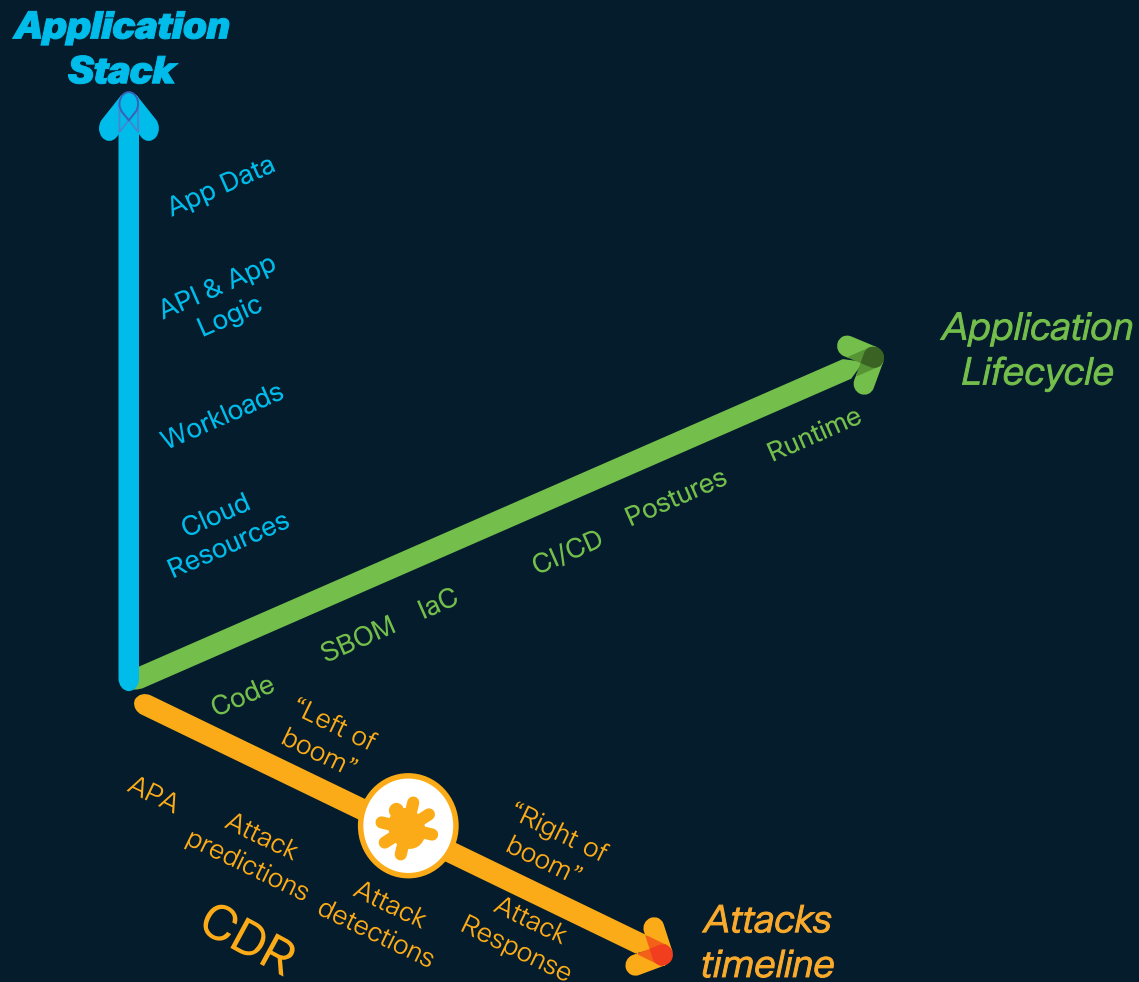 Application
Stack
App Data
API & App
Logic
Workloads
Cloud
Resources
Application
Lifecycle
Runtime
Postures
CI/CD
IaC
SBOM
Code
“Left of
boom”
“Right of
boom”
APA
Attack
predictions
Attack
detections
Attack
Response
CDR
Attacks
timeline